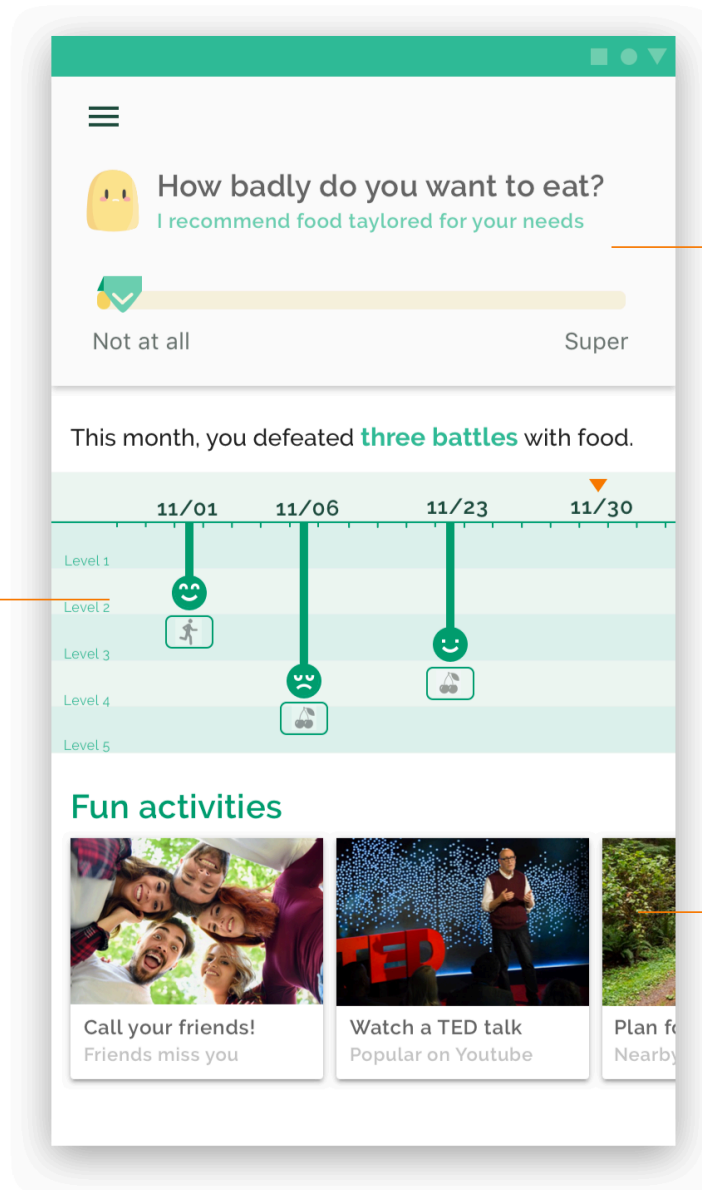 How badly do you want to eat?
I recommend food taylored for your needs
Not at all Super
This month, you defeated three battles with food.
11/01 11/06 11/23 11/30
Level 1
Level 2
Level 3
Level 4
Level 5
Fun activities
TED
Call your friends! Watch a TED talk Plan
Friends miss you Popular on Youtube Nearby